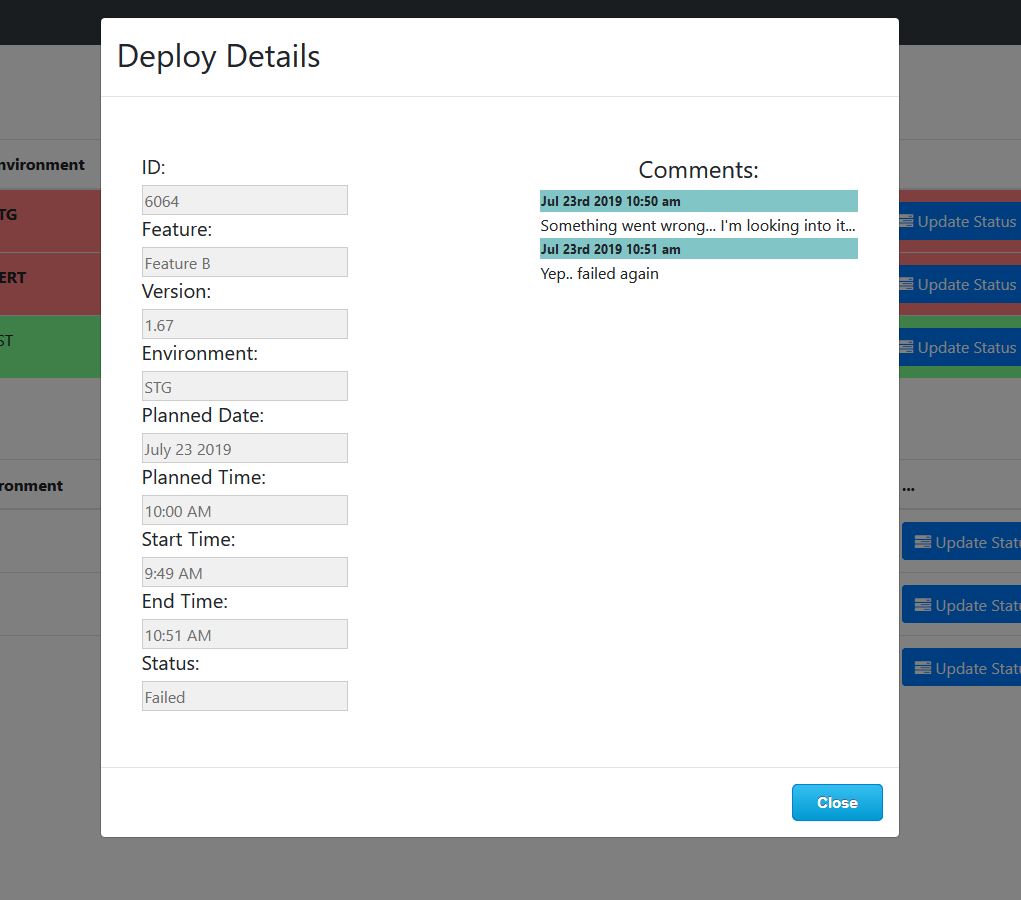 Deploy Details
ID:
6064
Feature:
Feature B
Version:
1.67
Environment:
STG
Planned Date:
July 23 2019
Planned Time:
10:00 AM
Start Time:
9:49 AM
End Time:
10:51 AM
Status:
Failed
Comments:
Jul 23rd 2019 10:50 am
Something went wrong... I'm looking into it...
Jul 23rd 2019 10:51 am
Yep.. failed again
Close
nvironment
TG
Update Status
ERT
Update Status
ST
Update Status
ronment
...
Update Statu
Update Statu
Update Statu